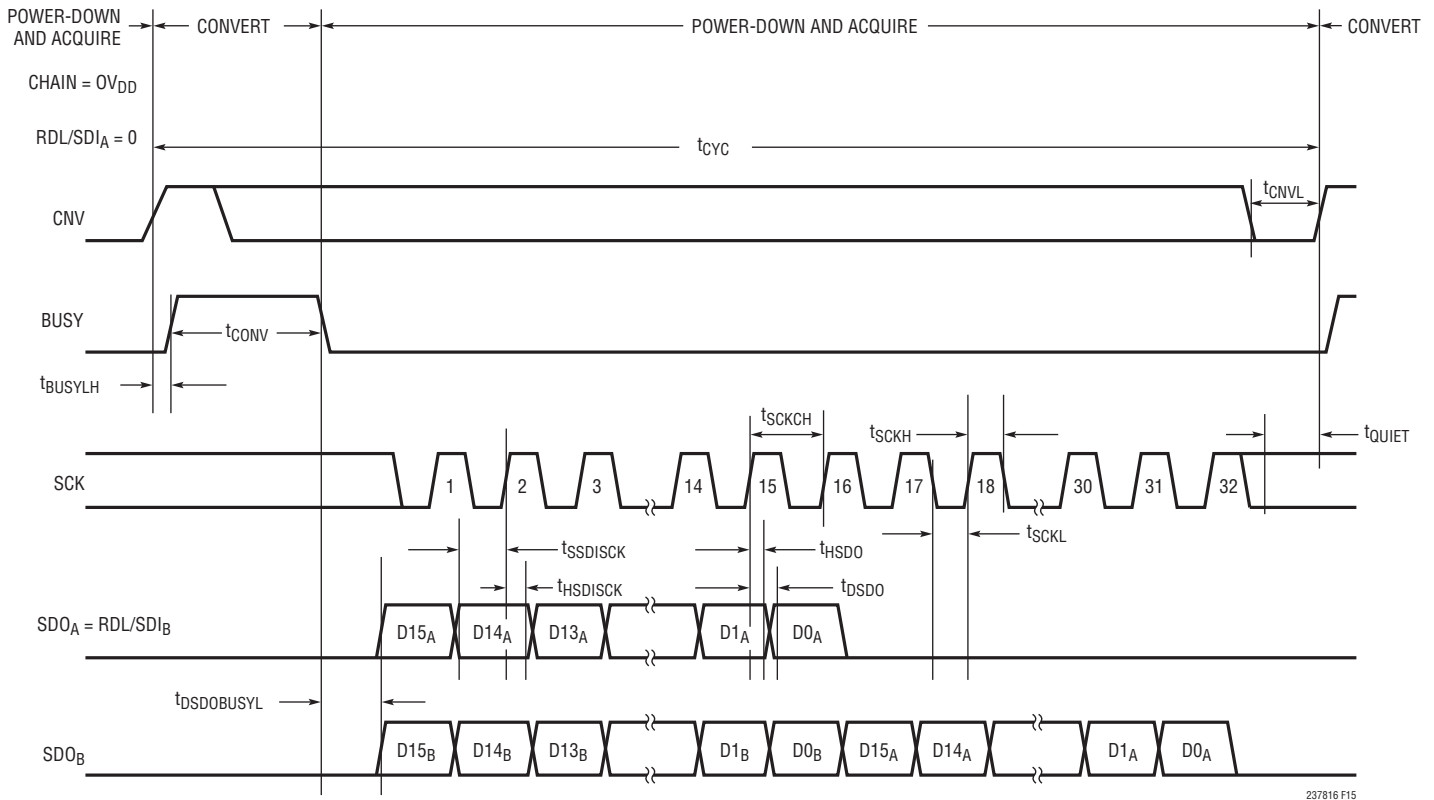 POWER-DOWN
AND ACQUIRE
CONVERT
POWER-DOWN AND ACQUIRE
CONVERT
CHAIN = OVDD
RDL/SDIA = 0
tCYC
CNV
tCNVL
BUSY
tCONV
tBUSYLH
tSCKCH
tSCKH
tQUIET
SCK
1 2 3 14 15 16 17 18 30 31 32
tSSDISCK
tHSDO
tSCKL
tHSDISCK
tDSDO
SDOA = RDL/SDIB
D15A D14A D13A D1A D0A
tDSDOBUSYL
SDOB
D15B D14B D13B D1B D0B D15A D14A D1A D0A
237816 F15